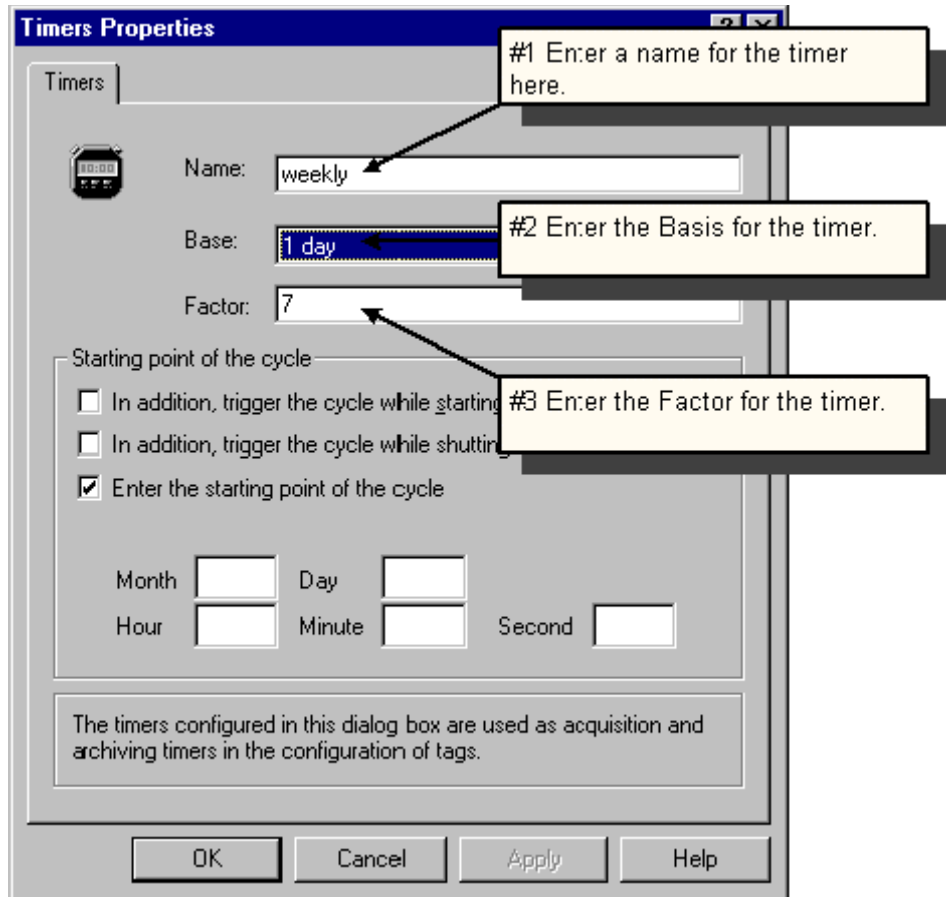 Timers Properties
#1 Enter a name for the timer
here.
Timers
Name:
weekly
#2 Enter the Basis for the timer.
Base:
1 day
Factor:
7
Starting point of the cycle
#3 Enter the Factor for the timer.
In addition, trigger the cycle while starting
In addition, trigger the cycle while shutting
Enter the starting point of the cycle
Month
Day
Hour
Minute
Second
The timers configured in this dialog box are used as acquisition and
archiving timers in the configuration of tags.
OK
Cancel
Apply
Help